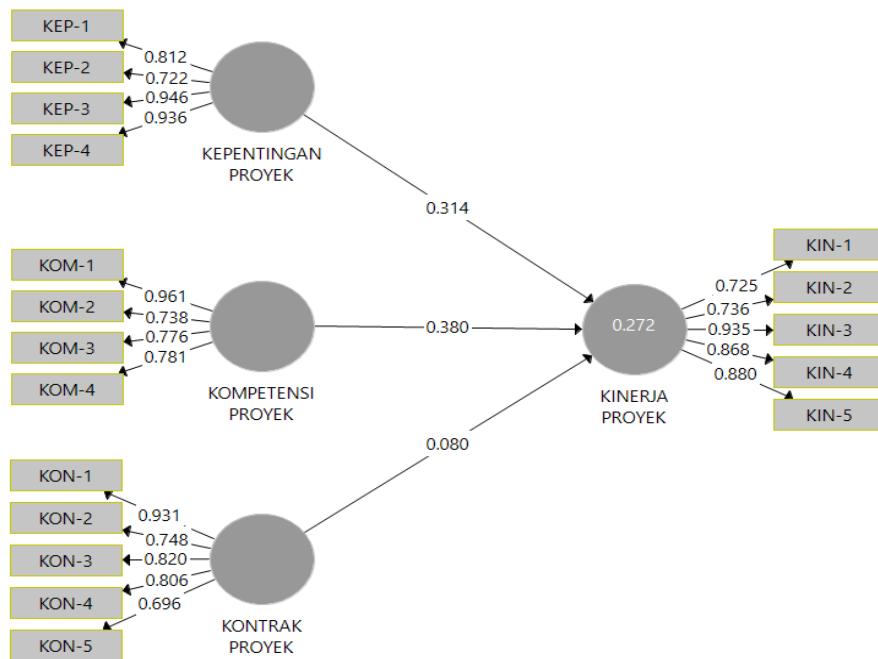 KEP-1
KEP-2
KEP-3
KEP-4
0.812
0.722
0.946
0.936
KEPENTINGAN
PROYEK
0.314
KOM-1
KOM-2
KOM-3
KOM-4
0.961
0.738
0.776
0.781
KOMPETENSI
PROYEK
0.380
KON-1
KON-2
KON-3
KON-4
KON-5
0.931
0.748
0.820
0.806
0.696
KONTRAK
PROYEK
0.080
0.272
KINERJA
PROYEK
0.725
0.736
0.935
0.868
0.880
KIN-1
KIN-2
KIN-3
KIN-4
KIN-5